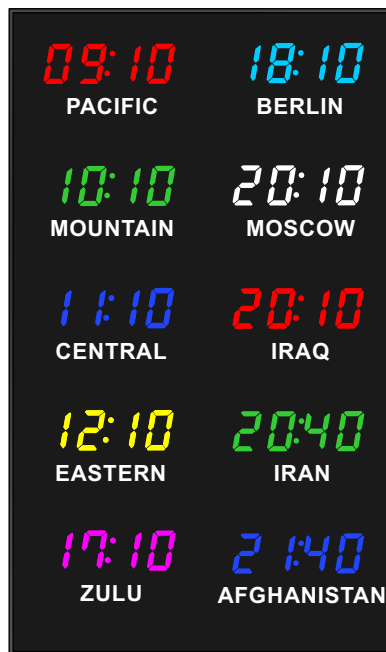 09:10 18:10
PACIFIC BERLIN
10:10 20:10
MOUNTAIN MOSCOW
11:10 20:10
CENTRAL IRAQ
12:10 20:40
EASTERN IRAN
17:10 21:40
ZULU AFGHANISTAN